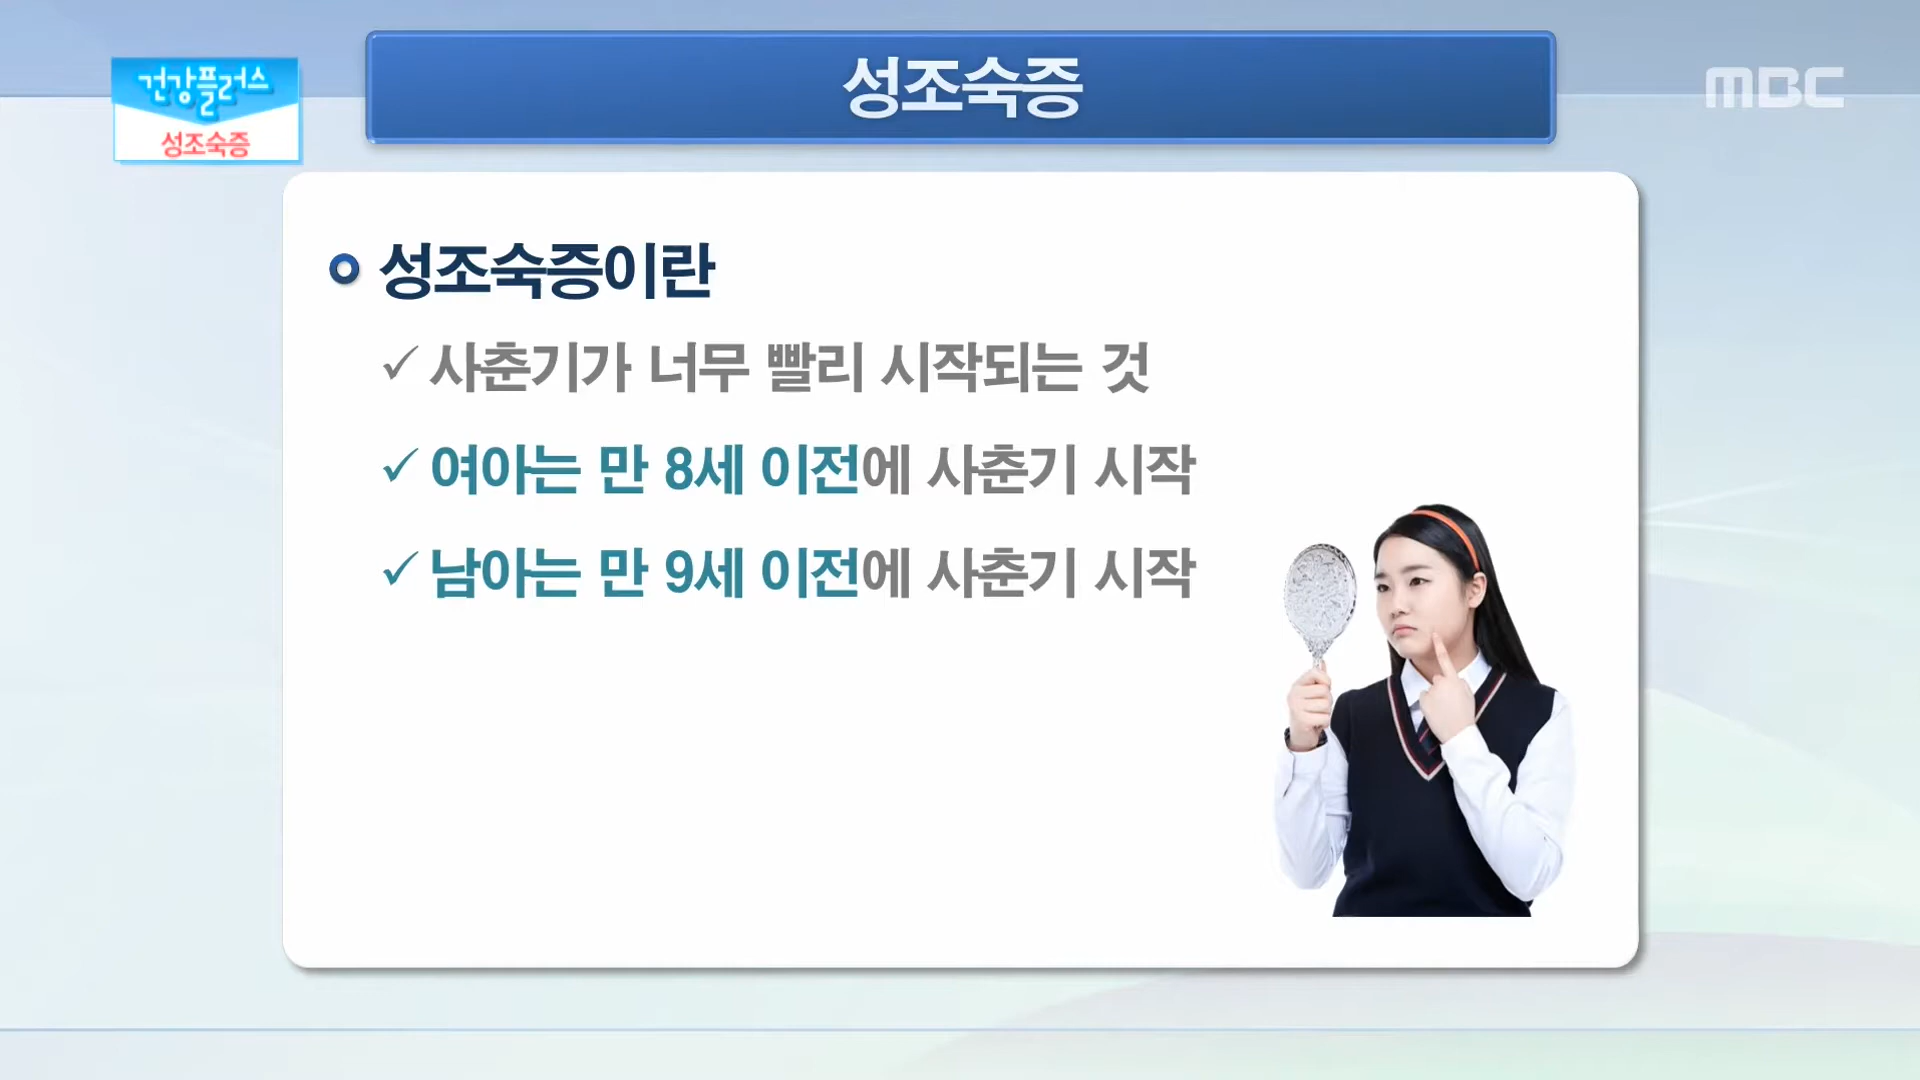 성조숙증
건강플러스
성조숙증
MBC
성조숙증이란
사춘기가 너무 빨리 시작되는 것
여아는 만 8세 이전에 사춘기 시작
남아는 만 9세 이전에 사춘기 시작